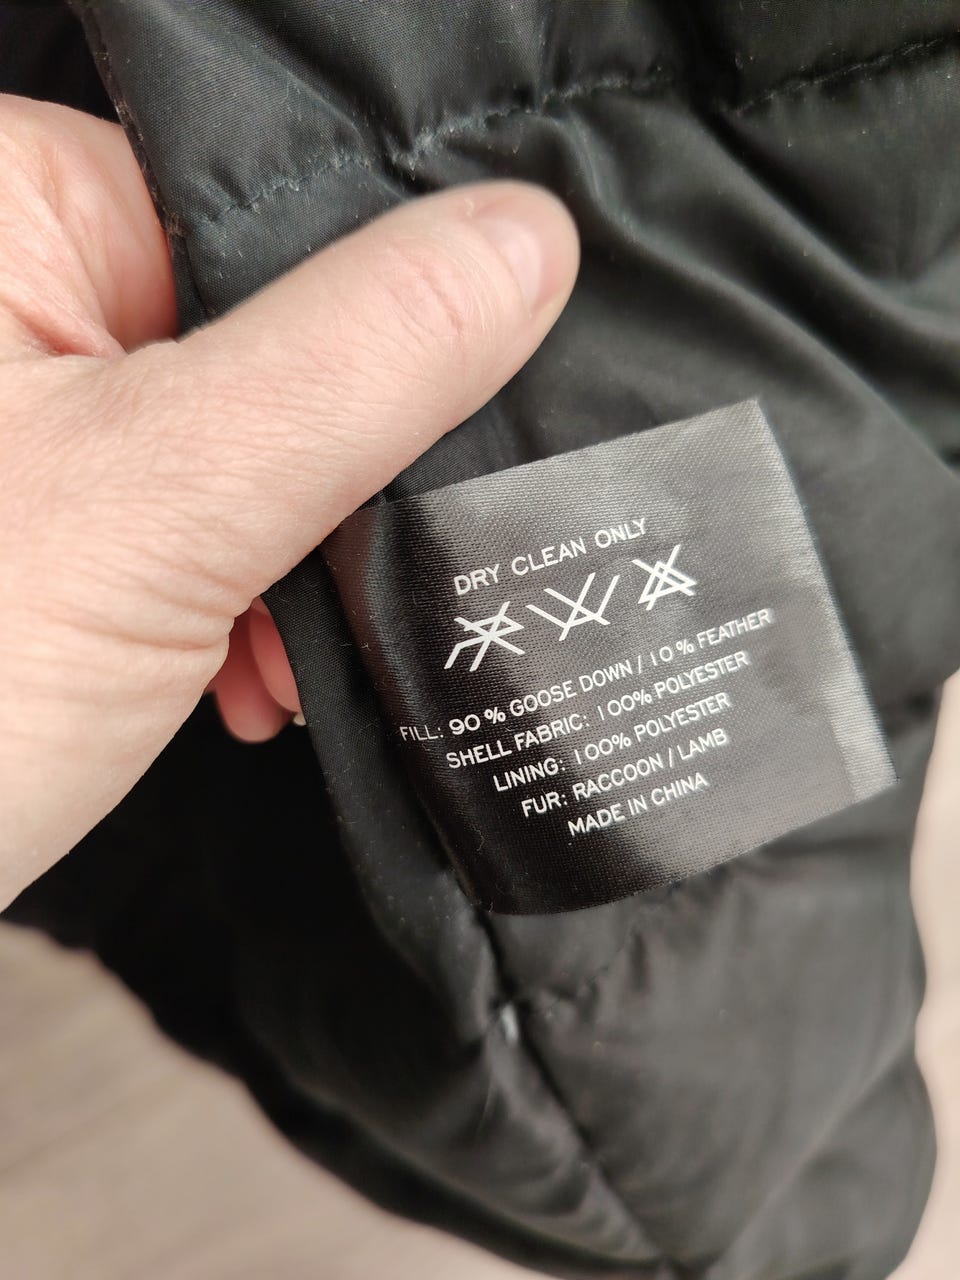 DRY CLEAN ONLY
FILL: 90 % GOOSE DOWN / 10 % FEATHER
SHELL FABRIC: 100% POLYESTER
LINING: 100% POLYESTER
FUR: RACCOON / LAMB
MADE IN CHINA